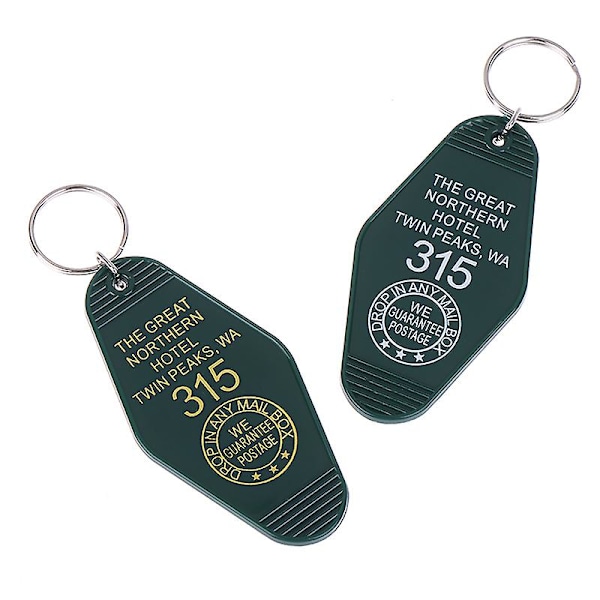 THE GREAT
NORTHERN
HOTEL
TWIN PEAKS, WA
315
DROP IN ANY MAIL BOX
WE
GUARANTEE
POSTAGE
THE GREAT
NORTHERN
HOTEL
TWIN PEAKS, WA
315
DROP IN ANY MAIL BOX
WE
GUARANTEE
POSTAGE